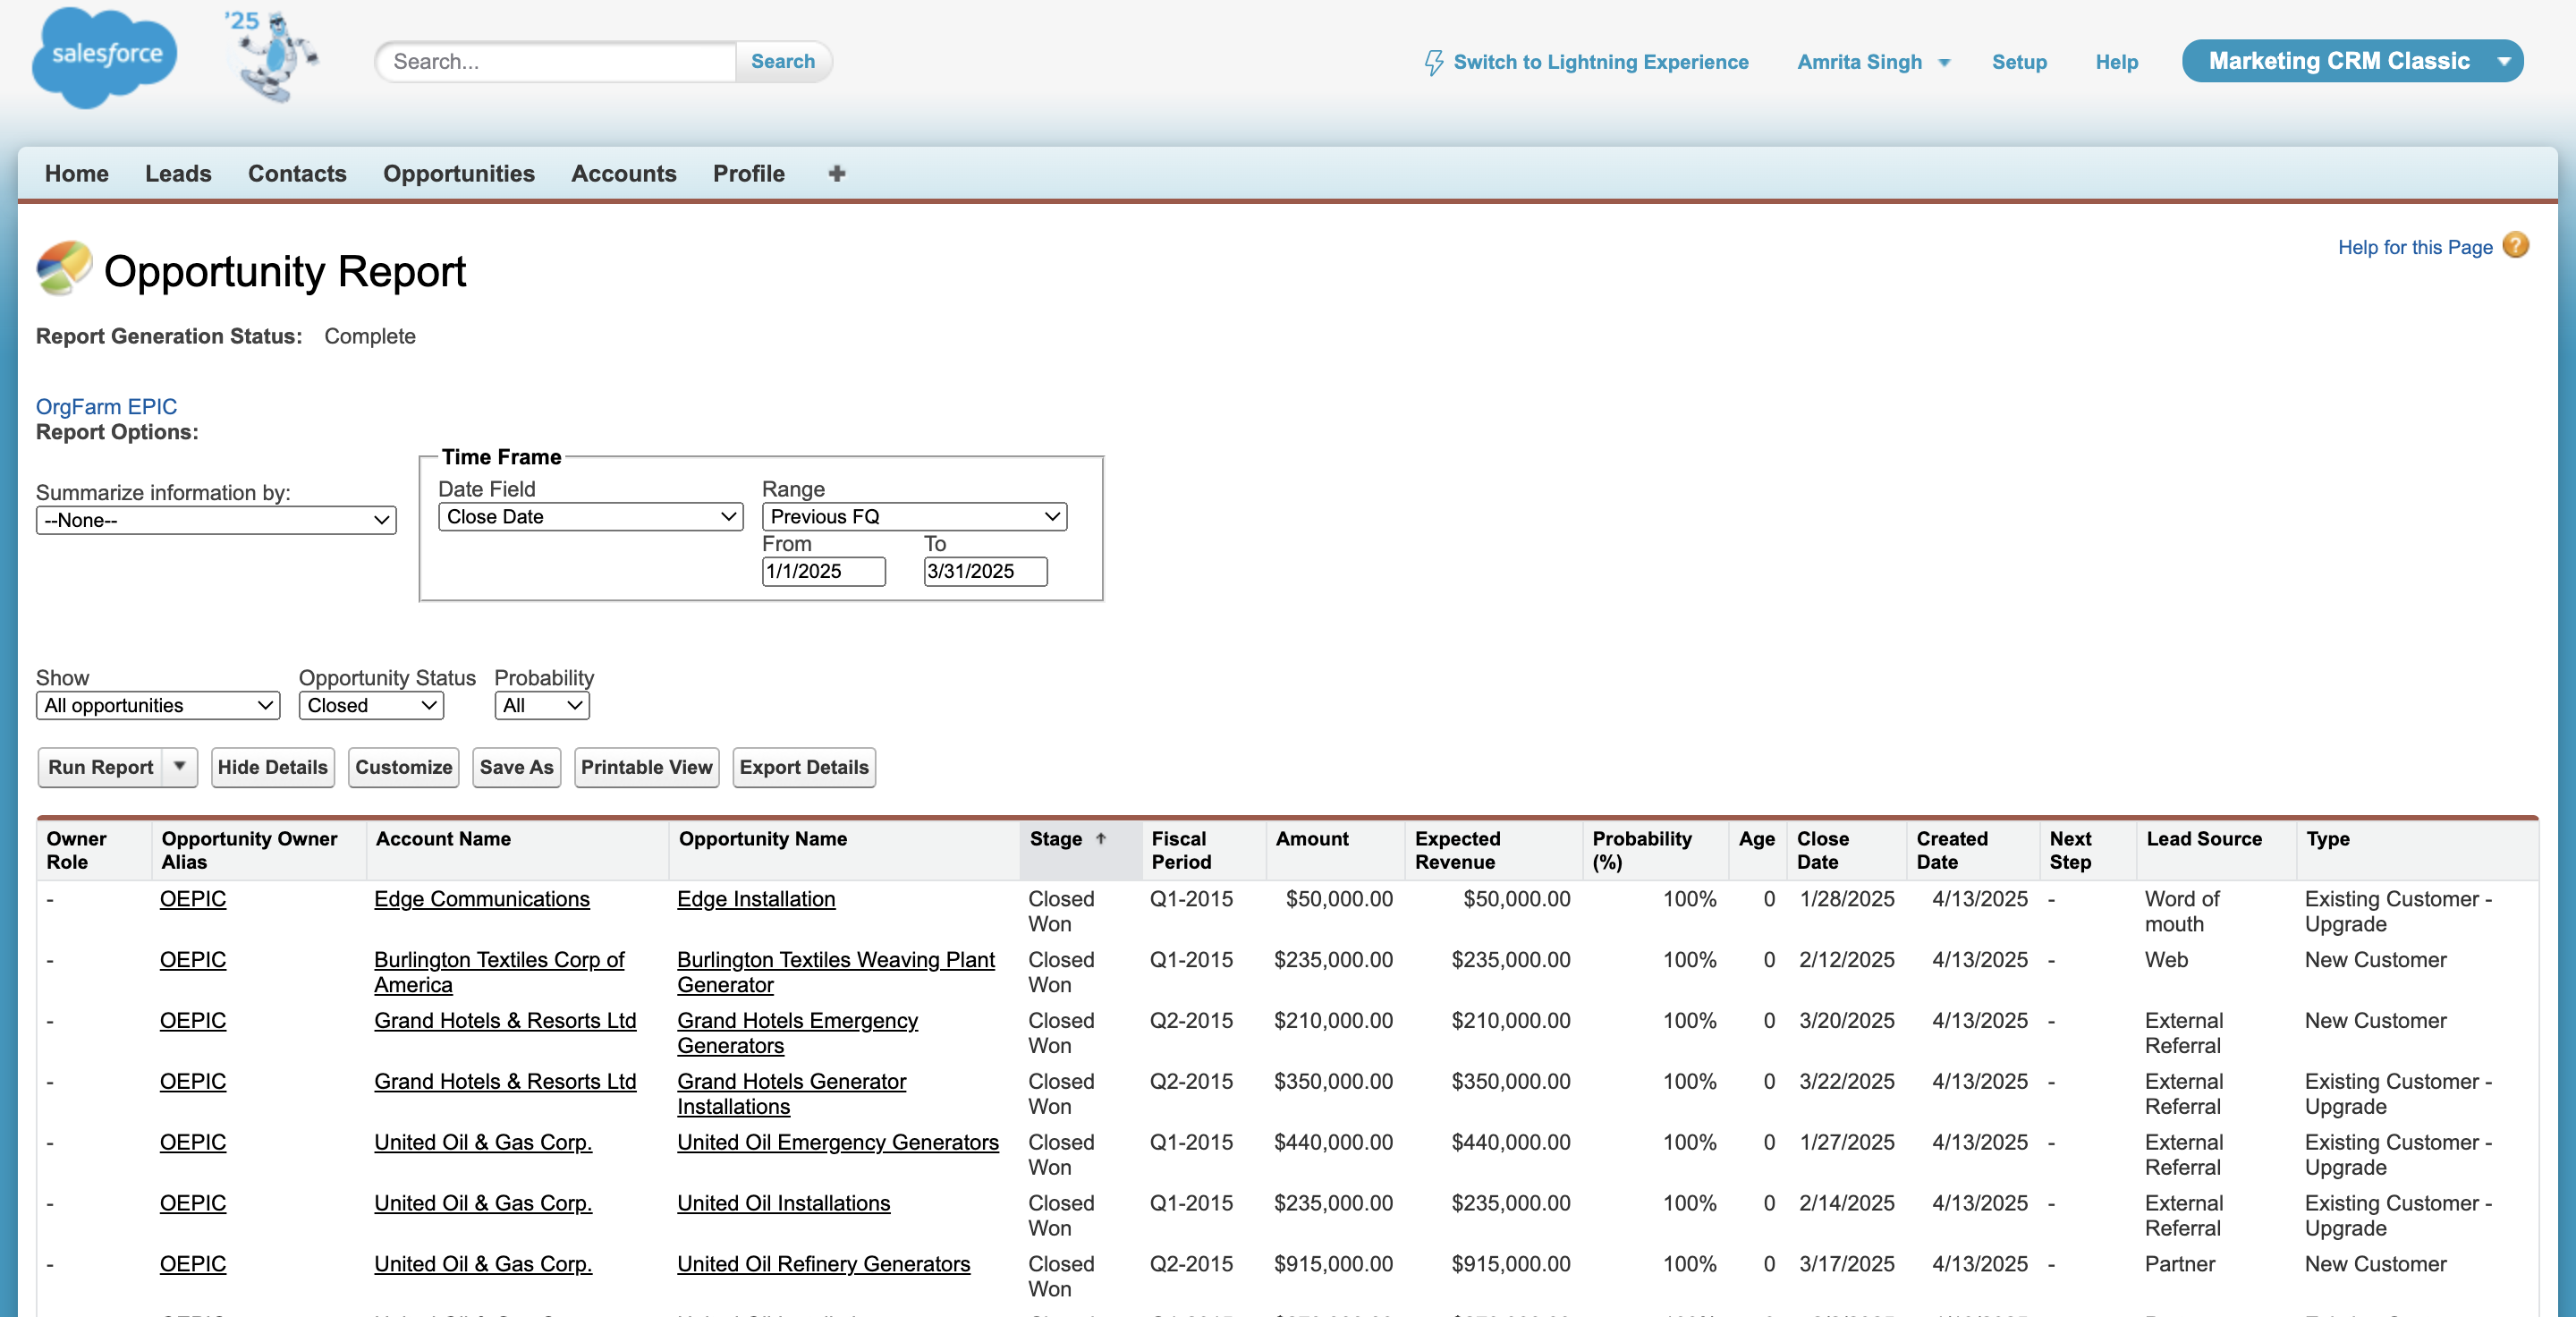 salesforce
'25
Search...
Search
Switch to Lightning Experience
Amrita Singh
Setup
Help
Marketing CRM Classic
Home Leads Contacts Opportunities Accounts Profile
Opportunity Report
Help for this Page
?
Report Generation Status: Complete
OrgFarm EPIC
Report Options:
Summarize information by:
--None--
Time Frame
Date Field
Close Date
Range
Previous FQ
From To
1/1/2025 3/31/2025
Show Opportunity Status Probability
All opportunities Closed All
Run Report Hide Details Customize Save As Printable View Export Details
Owner Role Opportunity Owner Alias Account Name Opportunity Name Stage Fiscal Period Amount Expected Revenue Probability (%) Age Close Date Created Date Next Step Lead Source Type
- OEPIC Edge Communications Edge Installation Closed Won Q1-2015 $50,000.00 $50,000.00 100% 0 1/28/2025 4/13/2025 - Word of mouth Existing Customer - Upgrade
- OEPIC Burlington Textiles Corp of America Burlington Textiles Weaving Plant Generator Closed Won Q1-2015 $235,000.00 $235,000.00 100% 0 2/12/2025 4/13/2025 - Web New Customer
- OEPIC Grand Hotels & Resorts Ltd Grand Hotels Emergency Generators Closed Won Q2-2015 $210,000.00 $210,000.00 100% 0 3/20/2025 4/13/2025 - External Referral New Customer
- OEPIC Grand Hotels & Resorts Ltd Grand Hotels Generator Installations Closed Won Q2-2015 $350,000.00 $350,000.00 100% 0 3/22/2025 4/13/2025 - External Referral Existing Customer - Upgrade
- OEPIC United Oil & Gas Corp. United Oil Emergency Generators Closed Won Q1-2015 $440,000.00 $440,000.00 100% 0 1/27/2025 4/13/2025 - External Referral Existing Customer - Upgrade
- OEPIC United Oil & Gas Corp. United Oil Installations Closed Won Q1-2015 $235,000.00 $235,000.00 100% 0 2/14/2025 4/13/2025 - External Referral Existing Customer - Upgrade
- OEPIC United Oil & Gas Corp. United Oil Refinery Generators Closed Won Q2-2015 $915,000.00 $915,000.00 100% 0 3/17/2025 4/13/2025 - Partner New Customer